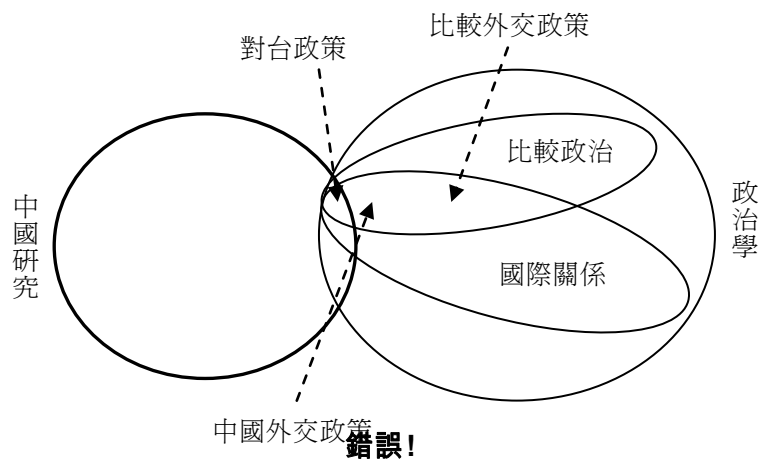 比較外交政策
對台政策
比較政治
中國研究
政治學
國際關係
中國外交政策
錯誤!